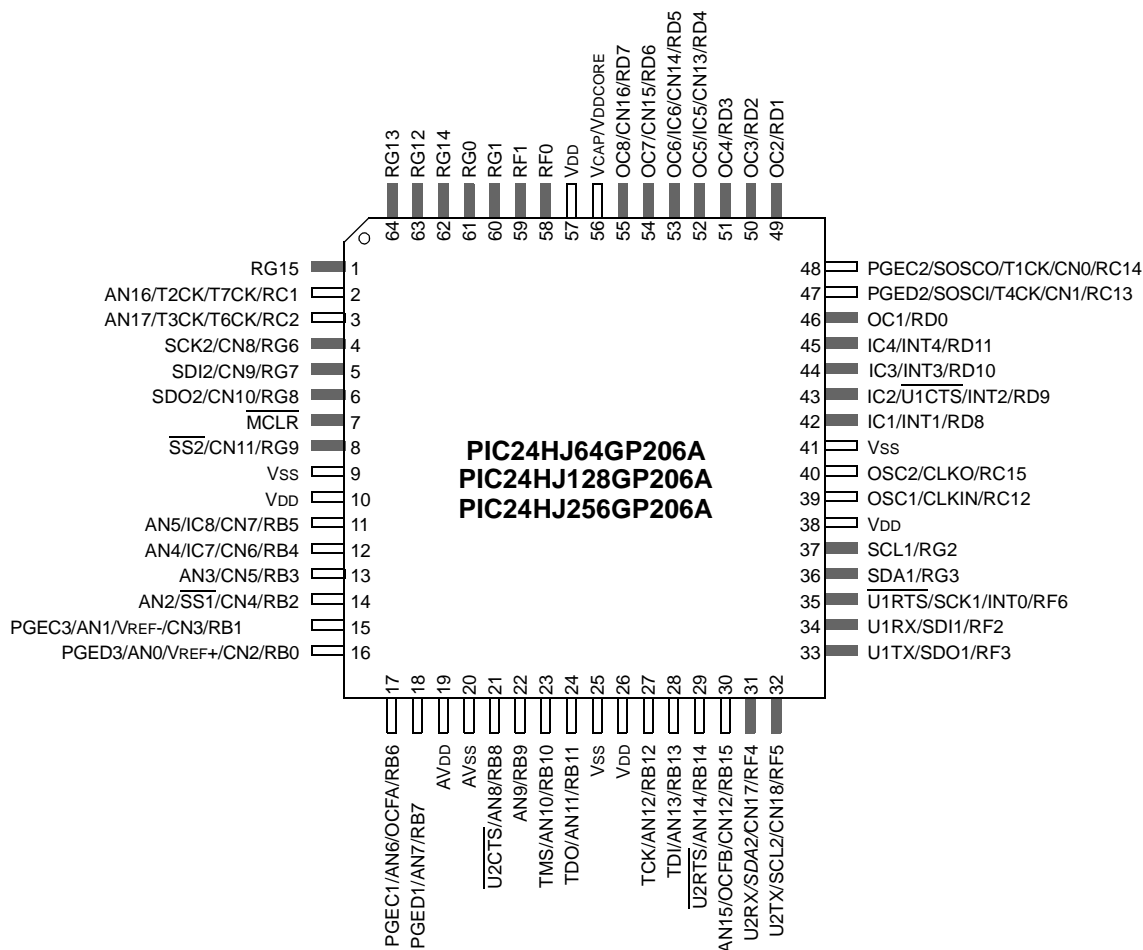 RG13
RG12
RG14
RG0
RG1
RF1
RF0
VDD
VCAP/VDDCORE
OC8/CN16/RD7
OC7/CN15/RD6
OC6/IC6/CN14/RD5
OC5/IC5/CN13/RD4
OC4/RD3
OC3/RD2
OC2/RD1
64
63
62
61
60
59
58
57
56
55
54
53
52
51
50
49
RG15 1
AN16/T2CK/T7CK/RC1 2
AN17/T3CK/T6CK/RC2 3
SCK2/CN8/RG6 4
SDI2/CN9/RG7 5
SDO2/CN10/RG8 6
MCLR 7
SS2/CN11/RG9 8
VSS 9
VDD 10
AN5/IC8/CN7/RB5 11
AN4/IC7/CN6/RB4 12
AN3/CN5/RB3 13
AN2/SS1/CN4/RB2 14
PGEC3/AN1/VREF-/CN3/RB1 15
PGED3/AN0/VREF+/CN2/RB0 16
PIC24HJ64GP206A
PIC24HJ128GP206A
PIC24HJ256GP206A
48 PGEC2/SOSCO/T1CK/CN0/RC14
47 PGED2/SOSCI/T4CK/CN1/RC13
46 OC1/RD0
45 IC4/INT4/RD11
44 IC3/INT3/RD10
43 IC2/U1CTS/INT2/RD9
42 IC1/INT1/RD8
41 VSS
40 OSC2/CLKO/RC15
39 OSC1/CLKIN/RC12
38 VDD
37 SCL1/RG2
36 SDA1/RG3
35 U1RTS/SCK1/INT0/RF6
34 U1RX/SDI1/RF2
33 U1TX/SDO1/RF3
17
18
19
20
21
22
23
24
25
26
27
28
29
30
31
32
PGEC1/AN6/OCFA/RB6
PGED1/AN7/RB7
AVDD
AVSS
U2CTS/AN8/RB8
AN9/RB9
TMS/AN10/RB10
TDO/AN11/RB11
VSS
VDD
TCK/AN12/RB12
TDI/AN13/RB13
U2RTS/AN14/RB14
AN15/OCFB/CN12/RB15
U2RX/SDA2/CN17/RF4
U2TX/SCL2/CN18/RF5